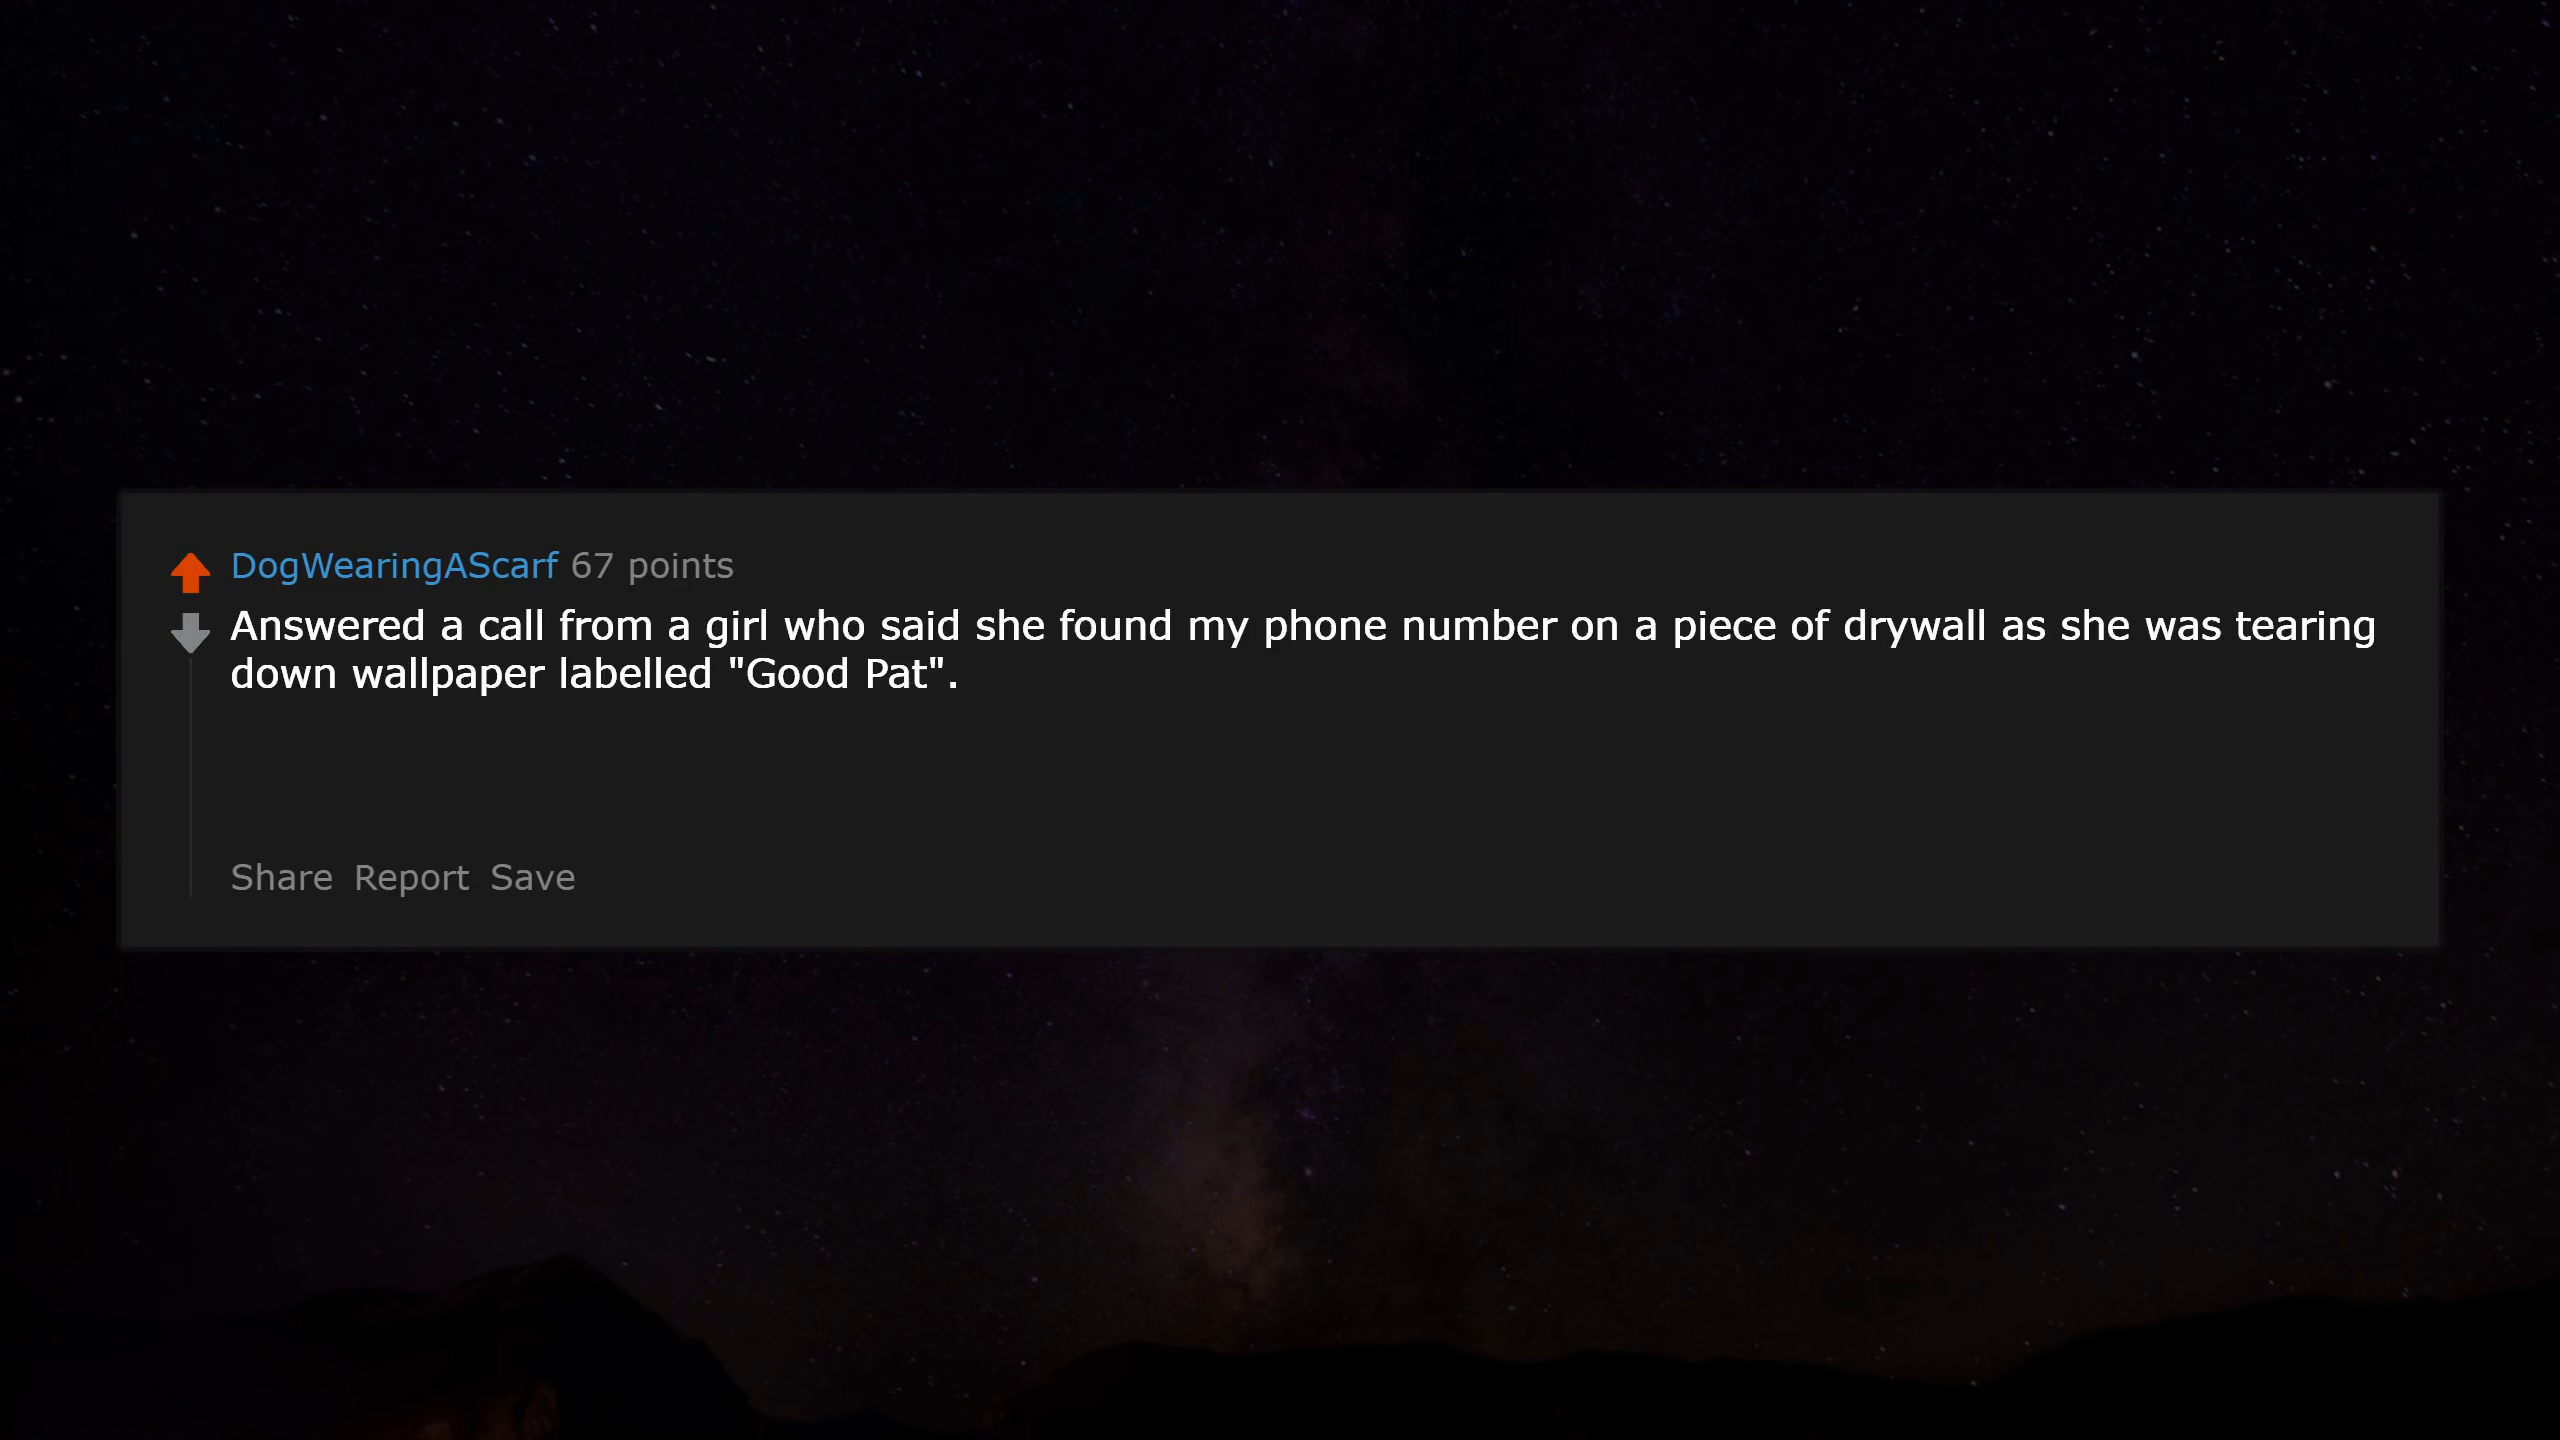 DogWearingAScarf 67 points
Answered a call from a girl who said she found my phone number on a piece of drywall as she was tearing
down wallpaper labelled "Good Pat".
Share Report Save